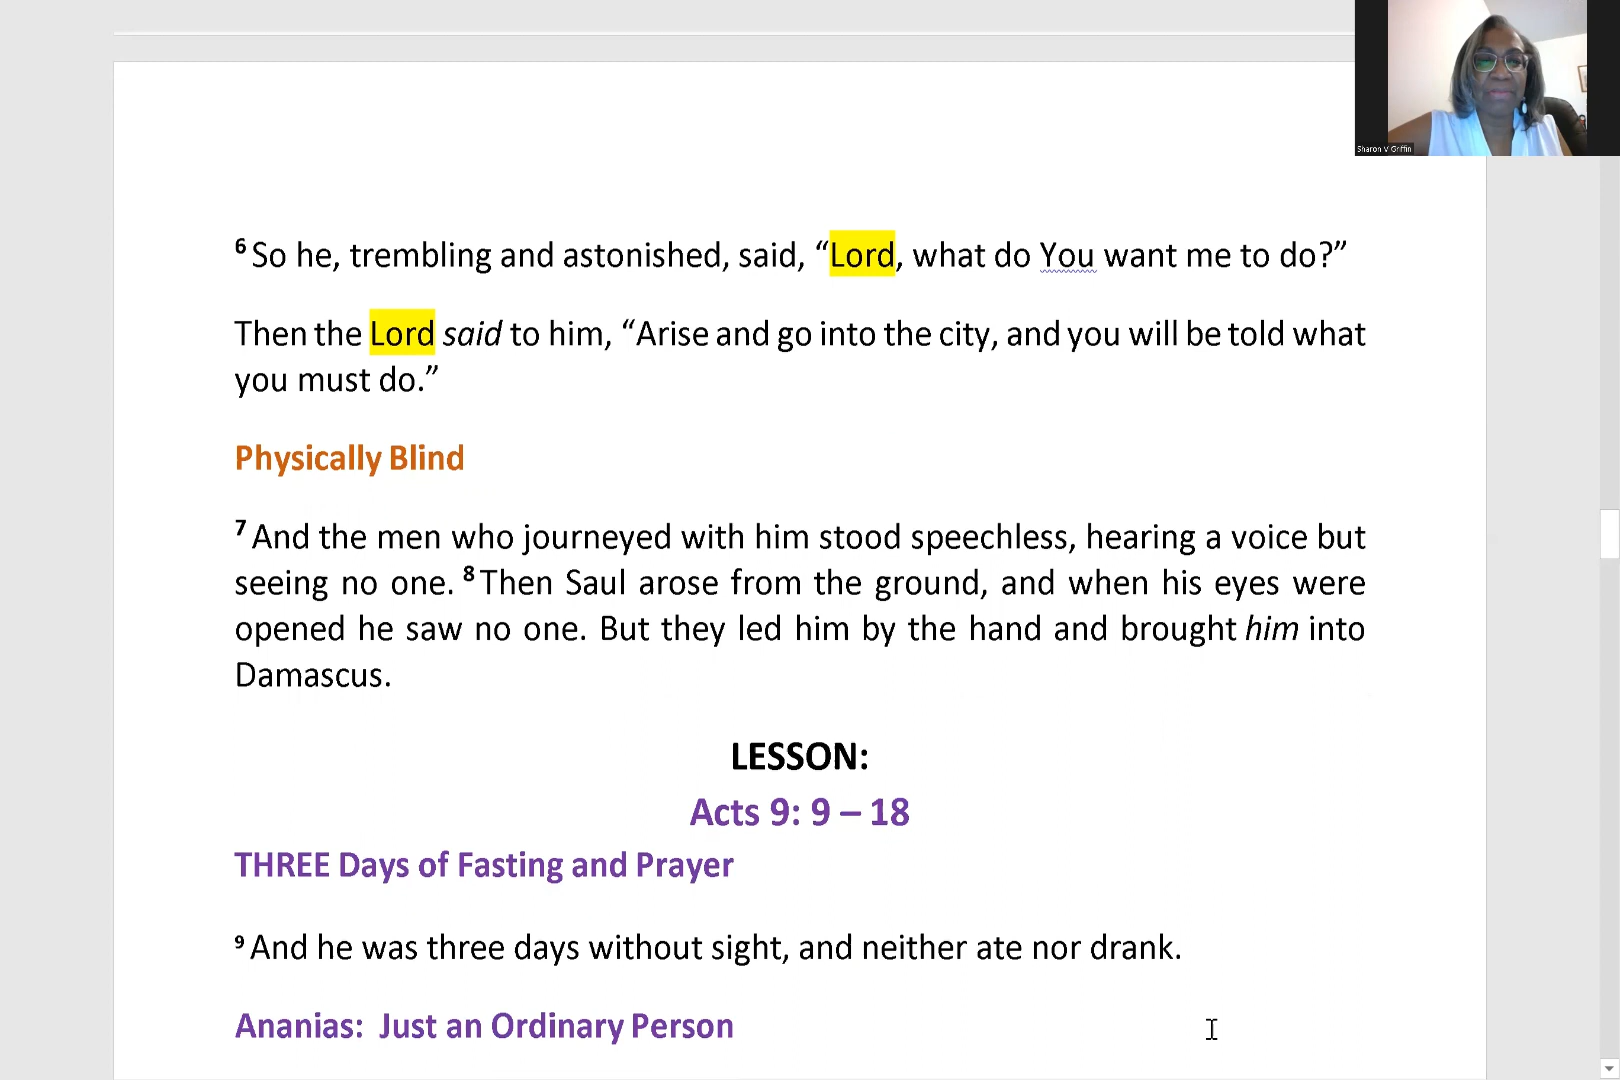 Sharon V Griffin
6 So he, trembling and astonished, said, “Lord, what do You want me to do?”
Then the Lord said to him, “Arise and go into the city, and you will be told what
you must do.”
Physically Blind
7 And the men who journeyed with him stood speechless, hearing a voice but
seeing no one. 8 Then Saul arose from the ground, and when his eyes were
opened he saw no one. But they led him by the hand and brought him into
Damascus.
LESSON:
Acts 9: 9 – 18
THREE Days of Fasting and Prayer
9 And he was three days without sight, and neither ate nor drank.
Ananias:  Just an Ordinary Person